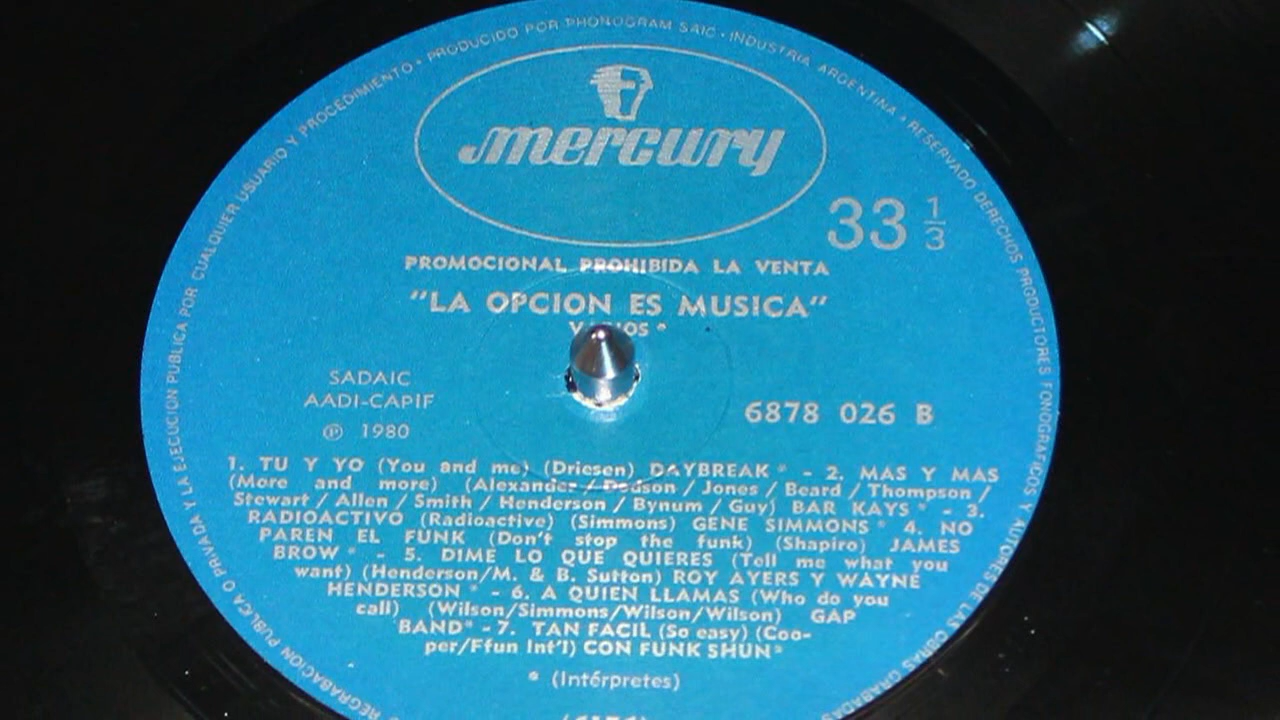 REGRABACION PUBLICA O PRIVADA Y LA EJECUCION PUBLICA POR CUALQUIER USUARIO Y PROCEDIMIENTO • PRODUCIDO POR PHONOGRAM SAIC • INDUSTRIA ARGENTINA • RESERVADO DERECHOS PRODUCTORES FONOGRAFICOS Y AUTORES DE LAS OBRAS GRABADAS
mercury
33 1/3
PROMOCIONAL PROHIBIDA LA VENTA
"LA OPCION ES MUSICA"
SADAIC
AADI-CAPIF
℗ 1980
6878 026 B
1. TU Y YO (You and me) (Driesen) DAYBREAK * - 2. MAS Y MAS
(More and more) (Alexander / Dodson / Jones / Beard / Thompson /
Stewart / Allen / Smith / Henderson / Bynum / Guy) BAR KAYS * - 3.
RADIOACTIVO (Radioactive) (Simmons) GENE SIMMONS * 4. NO
PAREN EL FUNK (Don't stop the funk) (Shapiro) JAMES
BROW * - 5. DIME LO QUE QUIERES (Tell me what you
want) (Henderson/M. & B. Sutton) ROY AYERS Y WAYNE
HENDERSON * - 6. A QUIEN LLAMAS (Who do you
call) (Wilson/Simmons/Wilson/Wilson) GAP
BAND* - 7. TAN FACIL (So easy) (Coo-
per/Ffun Int'l) CON FUNK SHUN*
* (Intérpretes)